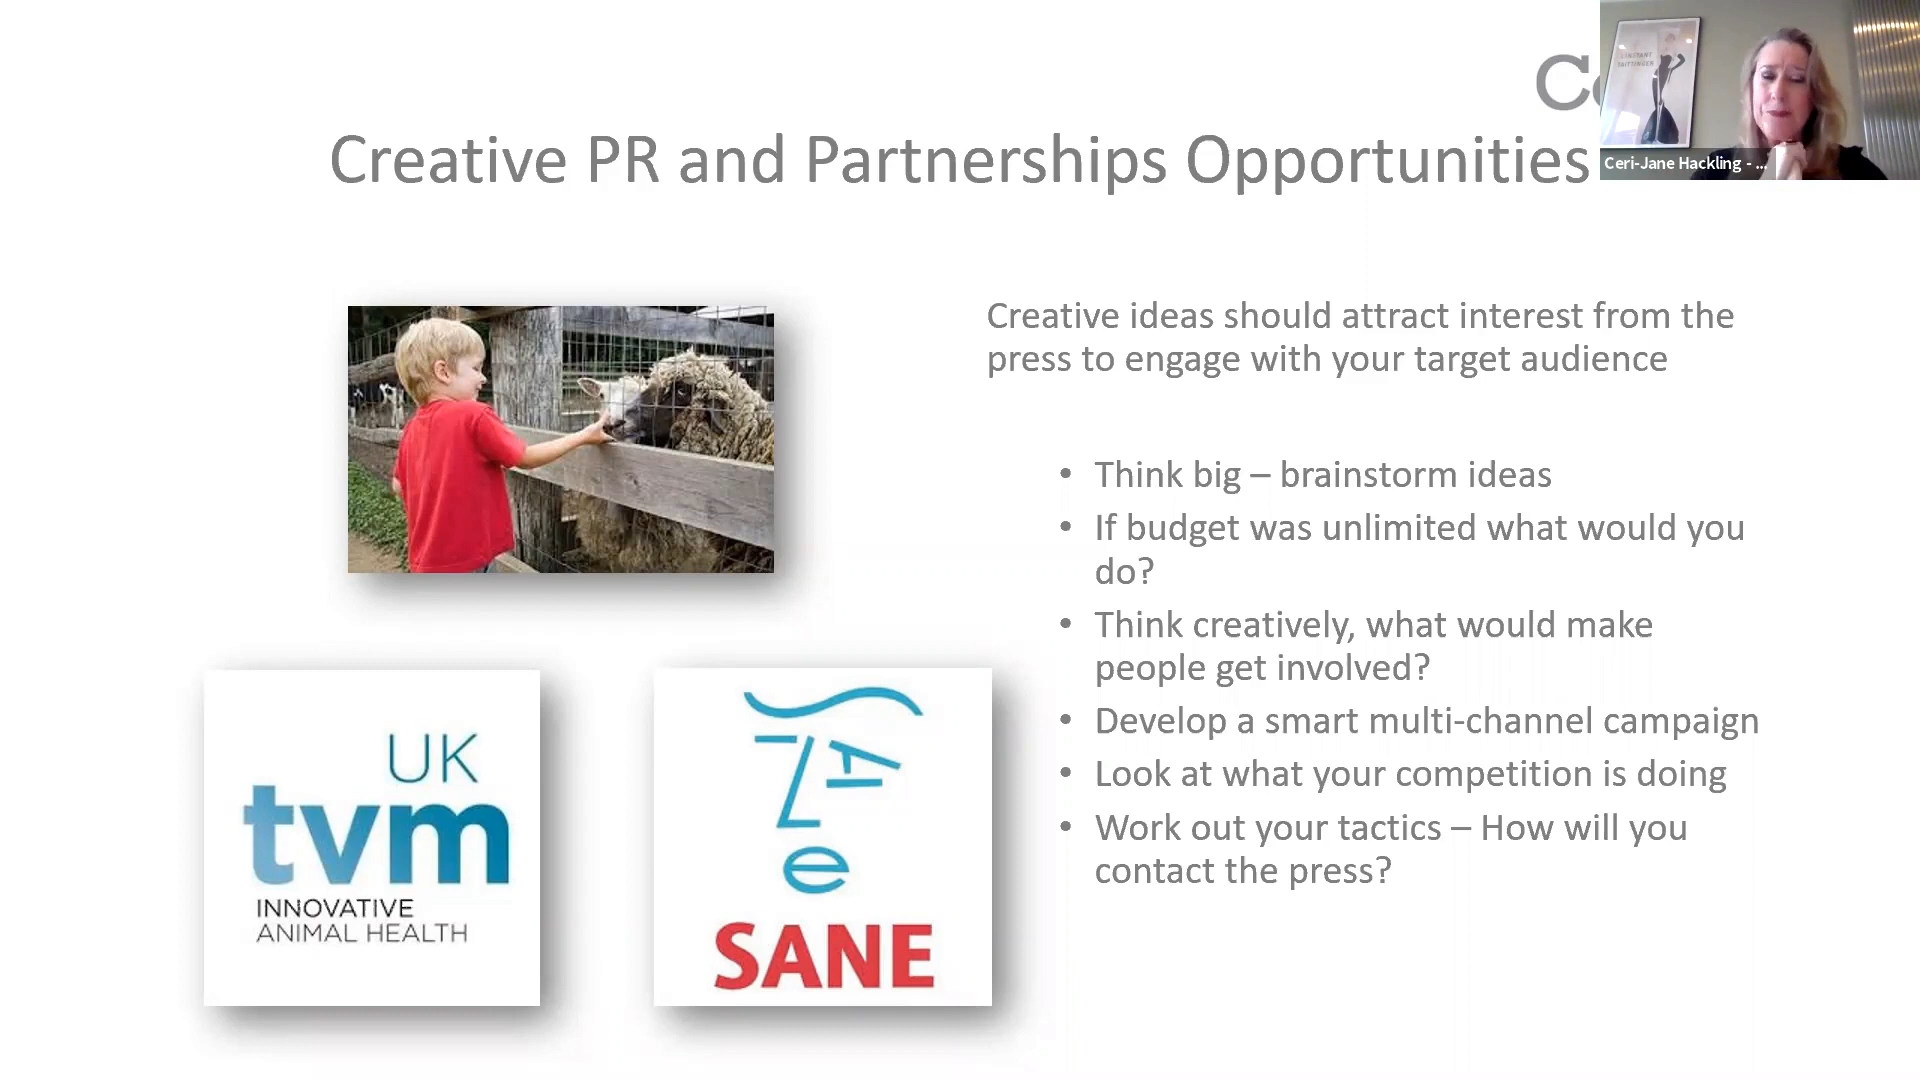 Creative PR and Partnerships Opportunities
Ceri-Jane Hackling - ...
Creative ideas should attract interest from the
press to engage with your target audience
• Think big – brainstorm ideas
• If budget was unlimited what would you
do?
• Think creatively, what would make
people get involved?
• Develop a smart multi-channel campaign
• Look at what your competition is doing
• Work out your tactics – How will you
contact the press?
UK
tvm
INNOVATIVE
ANIMAL HEALTH
SANE